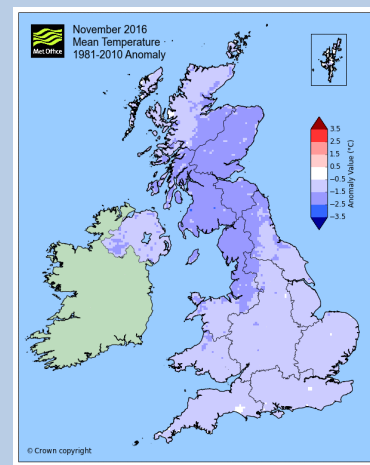 Met Office
November 2016
Mean Temperature
1981-2010 Anomaly
3.5
2.5
1.5
0.5
−0.5
−1.5
−2.5
−3.5
Anomaly Value (°C)
© Crown copyright